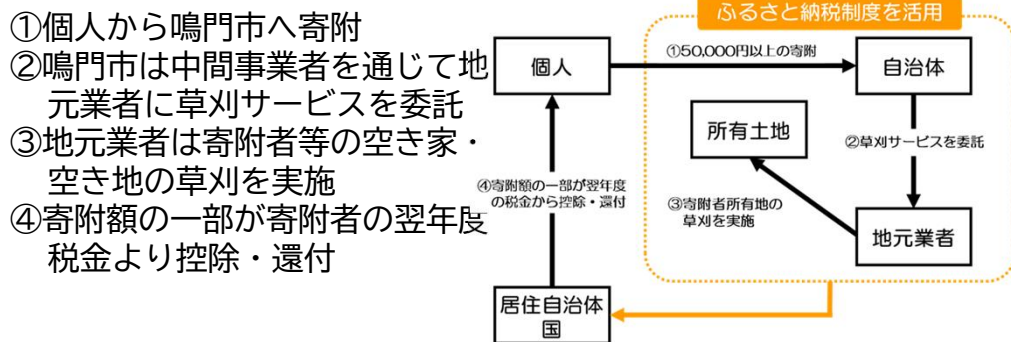 ①個人から鳴門市へ寄附
②鳴門市は中間事業者を通じて地
元業者に草刈サービスを委託
③地元業者は寄附者等の空き家・
空き地の草刈を実施
④寄附額の一部が寄附者の翌年度
税金より控除・還付
ふるさと納税制度を活用
個人
①50,000円以上の寄附
自治体
所有土地
②草刈サービスを委託
④寄附額の一部が翌年度
の税金から控除・還付
③寄附者所有地の
草刈を実施
地元業者
居住自治体
国